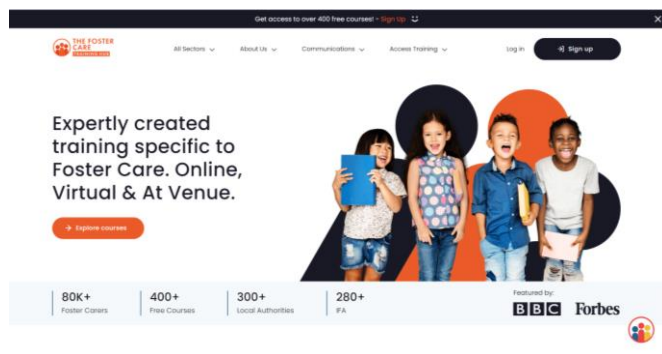 Get access to over 400 free courses! - Sign Up
THE FOSTER
CARE
TRAINING HUB
All Sectors
About Us
Communications
Access Training
Log in
Sign up
Expertly created
training specific to
Foster Care. Online,
Virtual & At Venue.
Explore courses
80K+
Foster Carers
400+
Free Courses
300+
Local Authorities
280+
IFA
Featured by:
BBC
Forbes